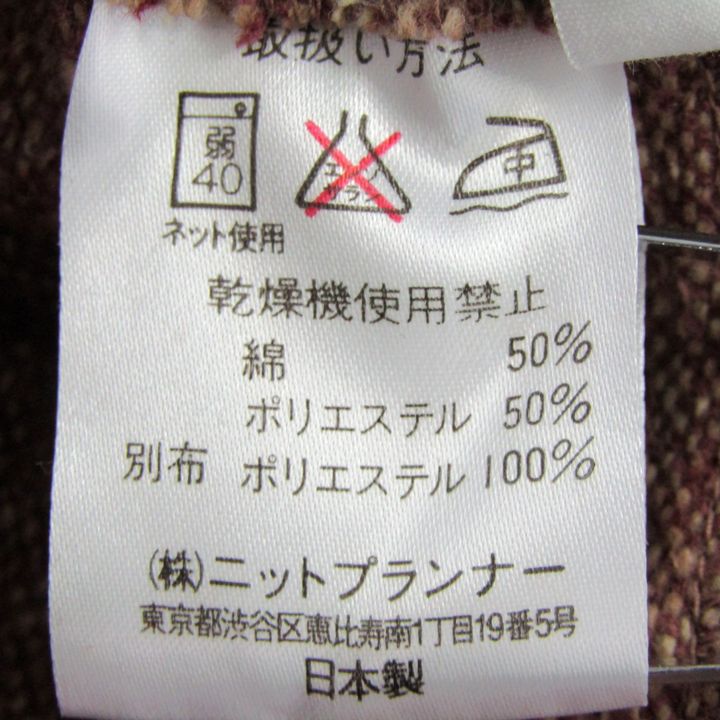 取扱い方法
弱
40
エンソ
サラシ
中
ネット使用
乾燥機使用禁止
綿 50%
ポリエステル 50%
別布 ポリエステル 100%
(株)ニットプランナー
東京都渋谷区恵比寿南1丁目19番5号
日本製